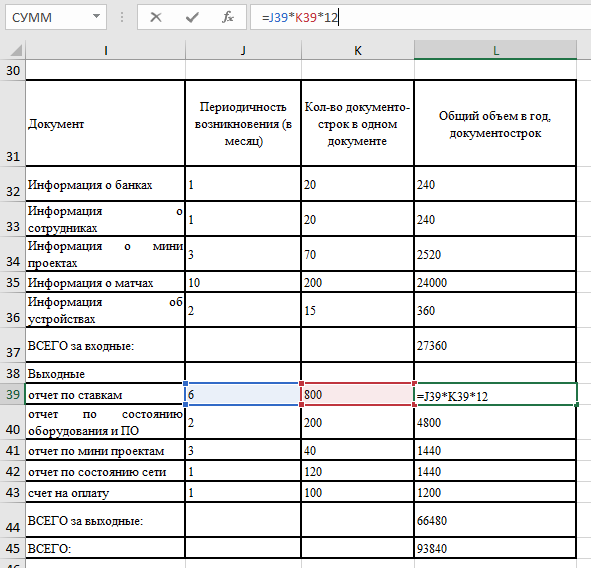 СУММ fx =J39*K39*12
I J K L
30
31 Документ Периодичность возникновения (в месяц) Кол-во документо-строк в одном документе Общий объем в год, документострок
32 Информация о банках 1 20 240
33 Информация о сотрудниках 1 20 240
34 Информация о мини проектах 3 70 2520
35 Информация о матчах 10 200 24000
36 Информация об устройствах 2 15 360
37 ВСЕГО за входные: 27360
38 Выходные
39 отчет по ставкам 6 800 =J39*K39*12
40 отчет по состоянию оборудования и ПО 2 200 4800
41 отчет по мини проектам 3 40 1440
42 отчет по состоянию сети 1 120 1440
43 счет на оплату 1 100 1200
44 ВСЕГО за выходные: 66480
45 ВСЕГО: 93840